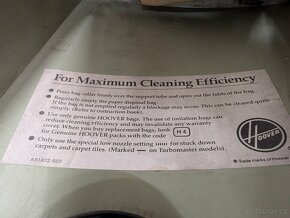 For Maximum Cleaning Efficiency
● Press bag collar firmly over the support tube and open out the folds of the bag.
● Regularly empty the paper disposal bag.
If the bag is not emptied regularly a blockage may occur. This can be cleared quite
simply. (Refer to instruction book).
● Use only genuine HOOVER bags. The use of imitation bags can
reduce cleaning efficiency and may invalidate any warranty
cover. When you buy replacement bags, look
for Genuine HOOVER packs with the code H4
● Only use the special low nozzle setting for stuck down
carpets and carpet tiles. (Marked on Turbomaster models).
HOOVER
Trade marks of Hoover.